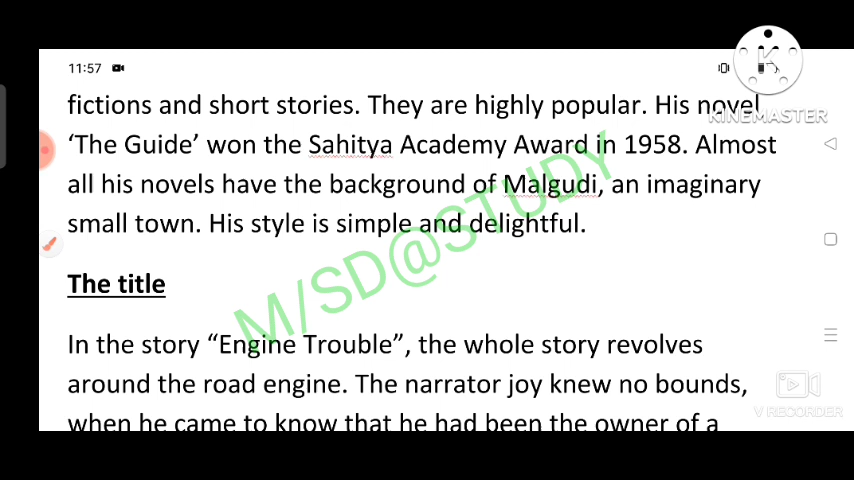 11:57
KINEMASTER
fictions and short stories. They are highly popular. His novel
‘The Guide’ won the Sahitya Academy Award in 1958. Almost
all his novels have the background of Malgudi, an imaginary
small town. His style is simple and delightful.
M/SD@STUDY
The title
In the story “Engine Trouble”, the whole story revolves
around the road engine. The narrator joy knew no bounds,
when he came to know that he had been the owner of a
V RECORDER